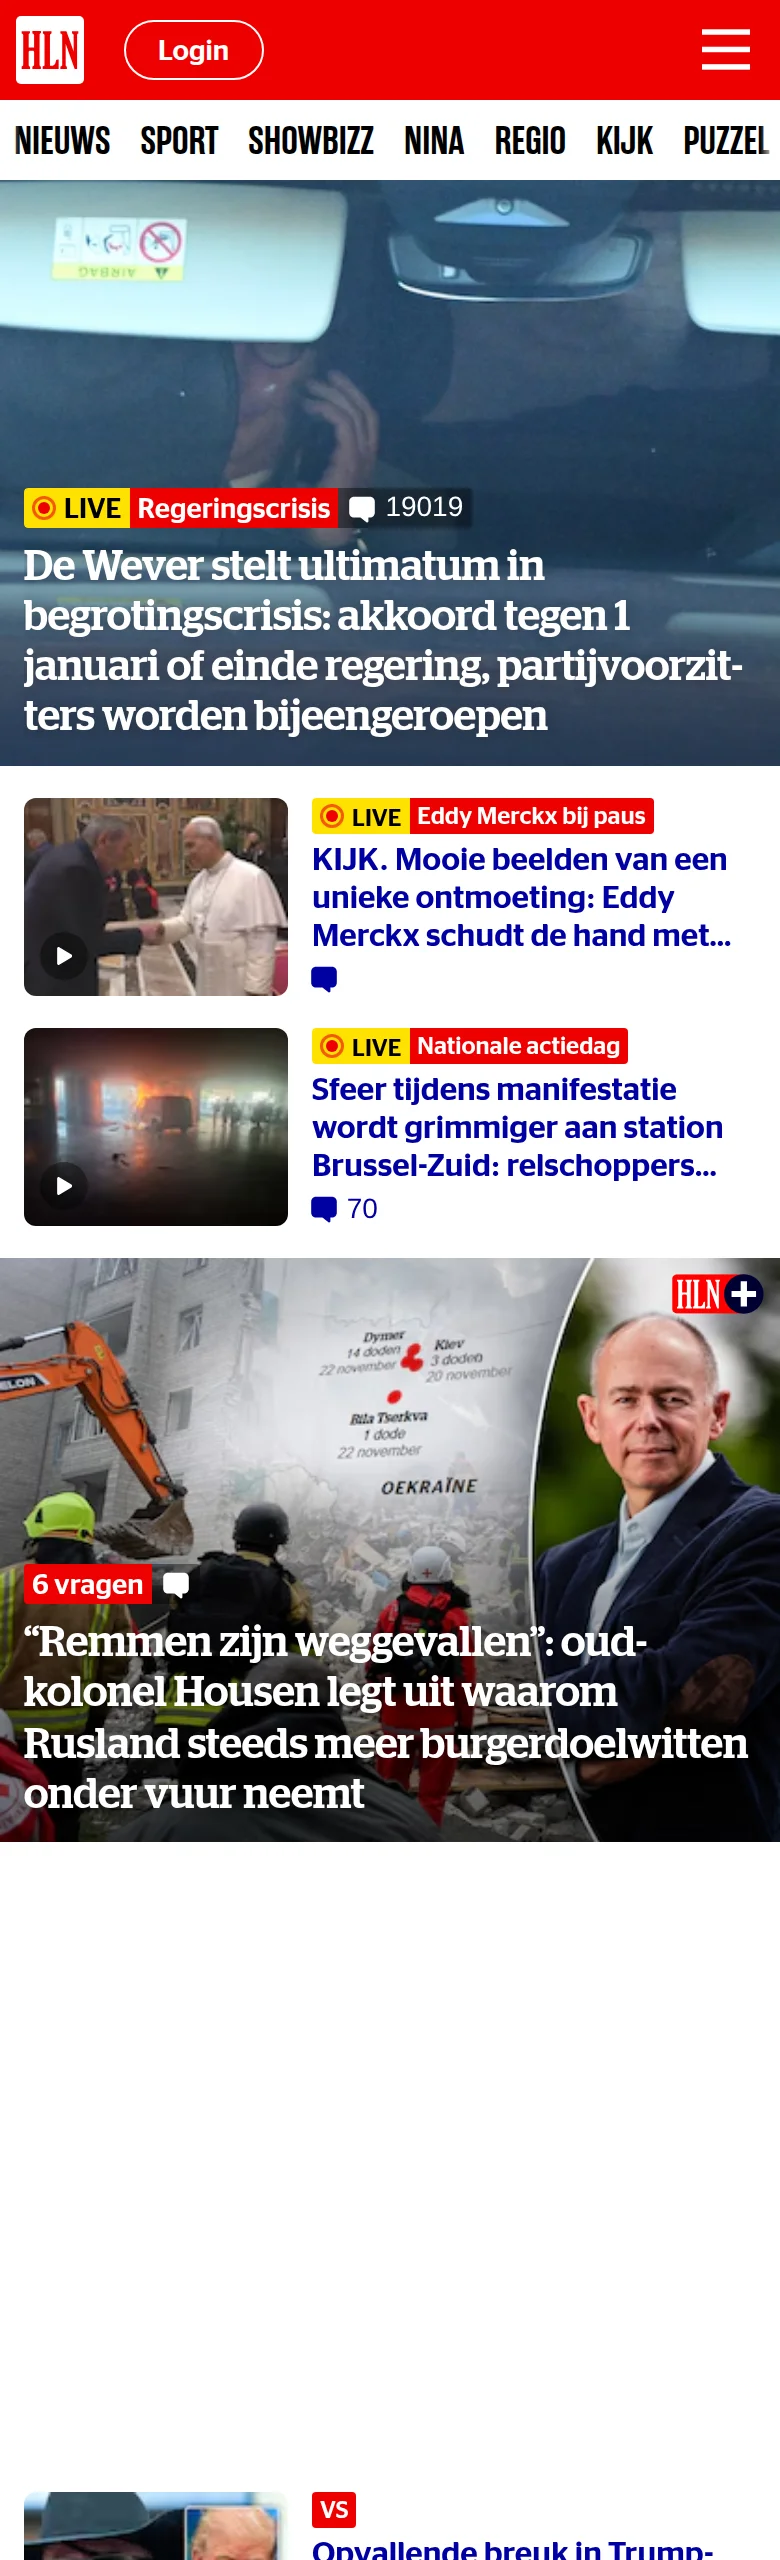 HLN
Login
NIEUWS SPORT SHOWBIZZ NINA REGIO KIJK PUZZEL
AIRBAG
LIVE Regeringscrisis 19019
De Wever stelt ultimatum in
begrotingscrisis: akkoord tegen 1
januari of einde regering, partijvoorzit-
ters worden bijeengeroepen
LIVE Eddy Merckx bij paus
KIJK. Mooie beelden van een
unieke ontmoeting: Eddy
Merckx schudt de hand met...
LIVE Nationale actiedag
Sfeer tijdens manifestatie
wordt grimmiger aan station
Brussel-Zuid: relschoppers...
70
HLN+
Dymer
14 doden
22 november
Kiev
3 doden
20 november
Bila Tserkva
1 dode
22 november
OEKRAÏNE
6 vragen
“Remmen zijn weggevallen”: oud-
kolonel Housen legt uit waarom
Rusland steeds meer burgerdoelwitten
onder vuur neemt
VS
Opvallende breuk in Trump-